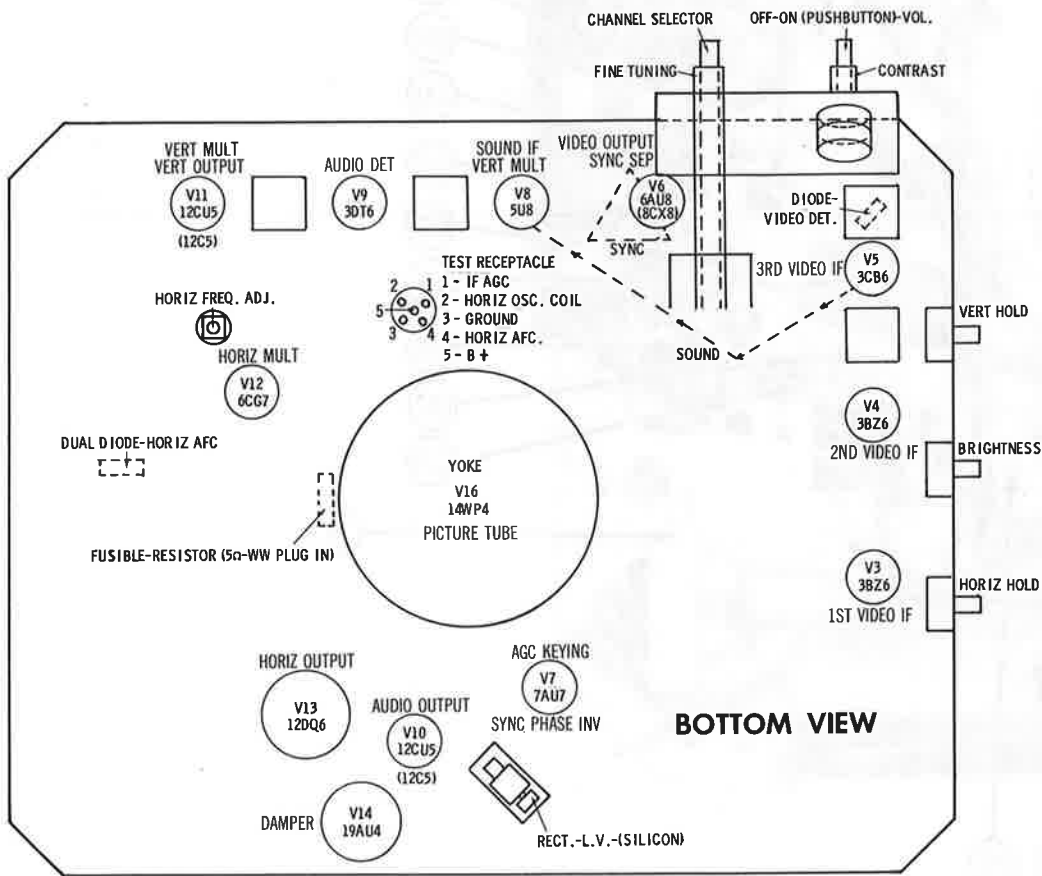 CHANNEL SELECTOR
OFF-ON (PUSHBUTTON)-VOL.
FINE TUNING
CONTRAST
VERT MULT
VERT OUTPUT
V11
12CU5
(12C5)
AUDIO DET
V9
3DT6
SOUND IF
VERT MULT
V8
5U8
VIDEO OUTPUT
SYNC SEP
V6
6AU8
(8CX8)
SYNC
DIODE-
VIDEO DET.
3RD VIDEO IF
V5
3CB6
HORIZ FREQ. ADJ.
2 1
5
3 4
TEST RECEPTACLE
1 - IF AGC
2 - HORIZ OSC. COIL
3 - GROUND
4 - HORIZ AFC.
5 - B +
SOUND
VERT HOLD
HORIZ MULT
V12
6CG7
V4
3BZ6
2ND VIDEO IF
BRIGHTNESS
DUAL DIODE-HORIZ AFC
YOKE
V16
14WP4
PICTURE TUBE
FUSIBLE-RESISTOR (5Ω-WW PLUG IN)
V3
3BZ6
1ST VIDEO IF
HORIZ HOLD
HORIZ OUTPUT
V13
12DQ6
AUDIO OUTPUT
V10
12CU5
(12C5)
AGC KEYING
V7
7AU7
SYNC PHASE INV
BOTTOM VIEW
DAMPER
V14
19AU4
RECT.-L.V.-(SILICON)